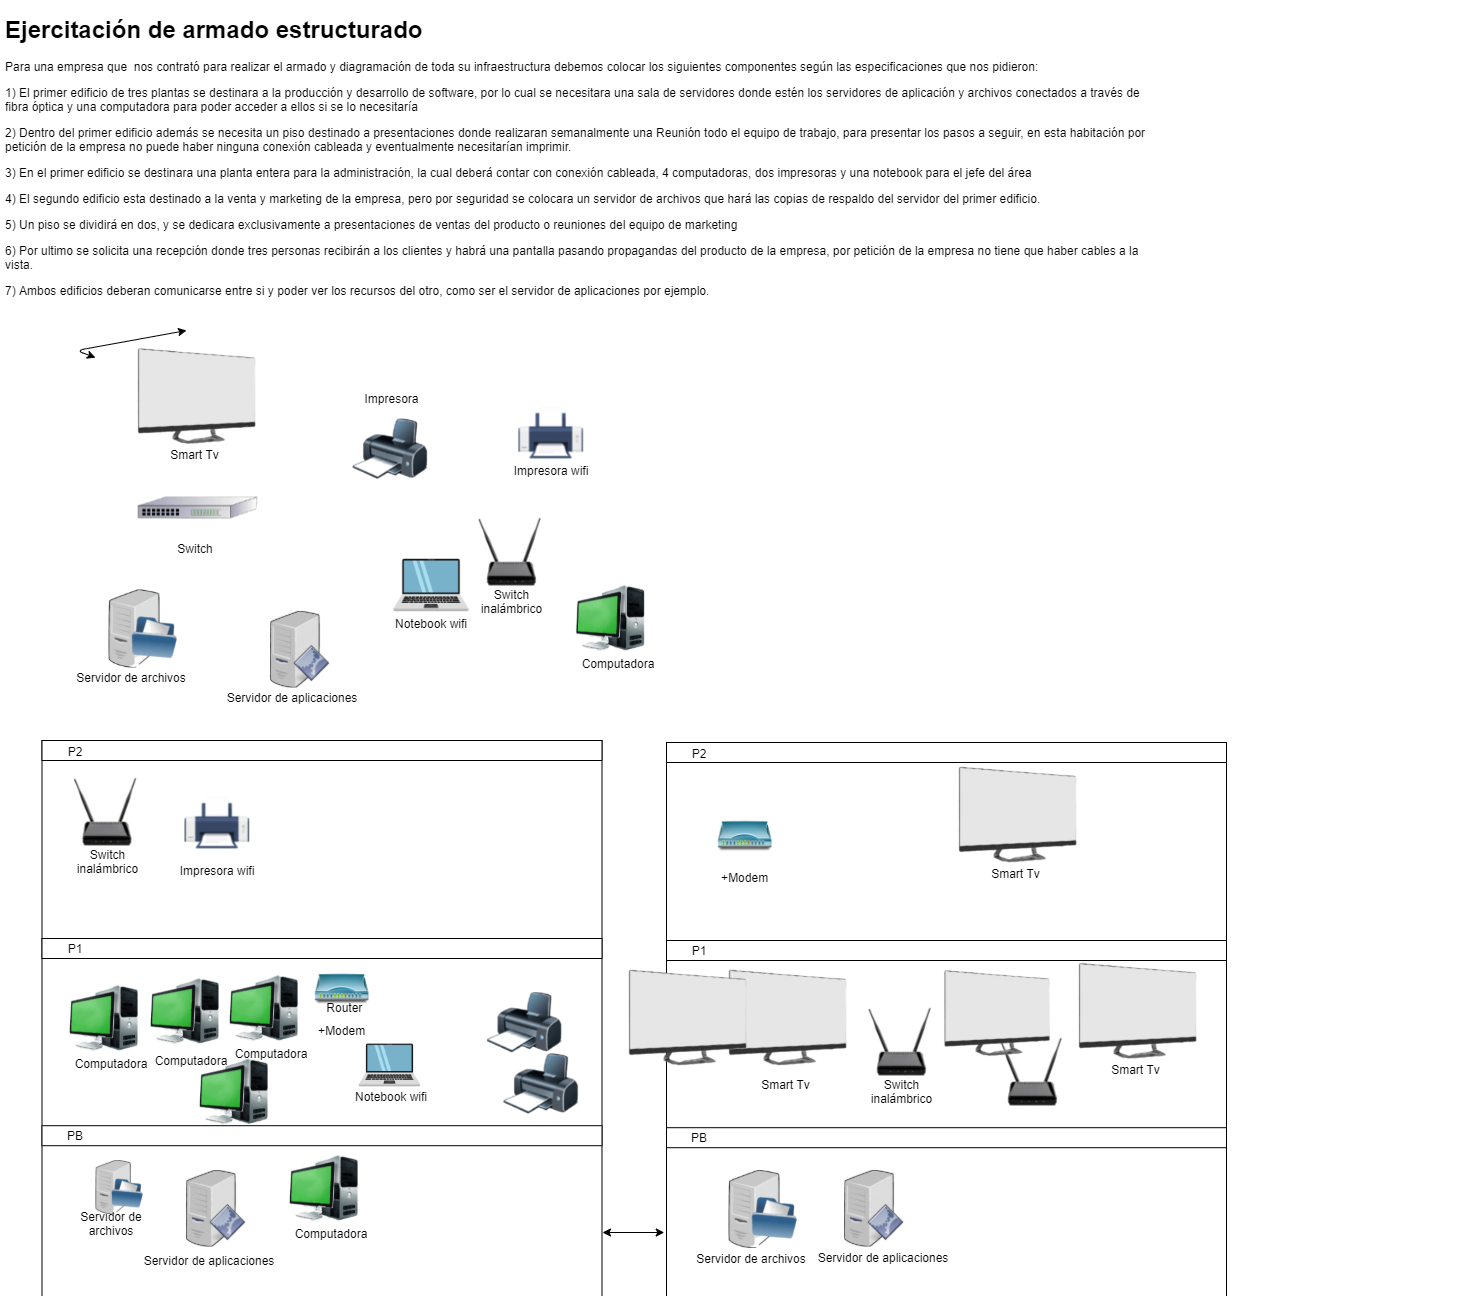 Ejercitación de armado estructurado
Para una empresa que  nos contrató para realizar el armado y diagramación de toda su infraestructura debemos colocar los siguientes componentes según las especificaciones que nos pidieron:
1) El primer edificio de tres plantas se destinara a la producción y desarrollo de software, por lo cual se necesitara una sala de servidores donde estén los servidores de aplicación y archivos conectados a través de
fibra óptica y una computadora para poder acceder a ellos si se lo necesitaría
2) Dentro del primer edificio además se necesita un piso destinado a presentaciones donde realizaran semanalmente una Reunión todo el equipo de trabajo, para presentar los pasos a seguir, en esta habitación por
petición de la empresa no puede haber ninguna conexión cableada y eventualmente necesitarían imprimir.
3) En el primer edificio se destinara una planta entera para la administración, la cual deberá contar con conexión cableada, 4 computadoras, dos impresoras y una notebook para el jefe del área
4) El segundo edificio esta destinado a la venta y marketing de la empresa, pero por seguridad se colocara un servidor de archivos que hará las copias de respaldo del servidor del primer edificio.
5) Un piso se dividirá en dos, y se dedicara exclusivamente a presentaciones de ventas del producto o reuniones del equipo de marketing
6) Por ultimo se solicita una recepción donde tres personas recibirán a los clientes y habrá una pantalla pasando propagandas del producto de la empresa, por petición de la empresa no tiene que haber cables a la
vista.
7) Ambos edificios deberan comunicarse entre si y poder ver los recursos del otro, como ser el servidor de aplicaciones por ejemplo.
Impresora
Smart Tv
Impresora wifi
Switch
Switch
inalámbrico
Notebook wifi
Computadora
Servidor de archivos
Servidor de aplicaciones
P2
Switch
inalámbrico
Impresora wifi
P1
Router
+Modem
Computadora
Computadora
Computadora
Notebook wifi
PB
Servidor de
archivos
Computadora
Servidor de aplicaciones
P2
Smart Tv
+Modem
P1
Smart Tv
Smart Tv
Switch
inalámbrico
PB
Servidor de archivos
Servidor de aplicaciones